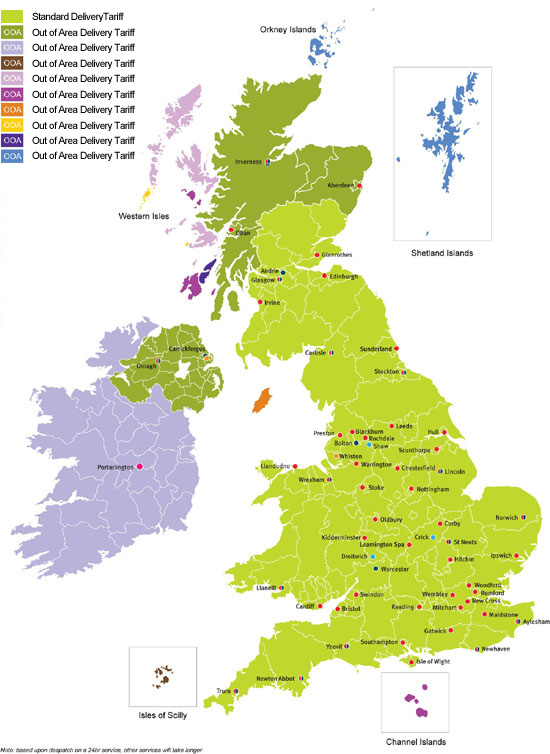 Standard DeliveryTariff
OOA Out of Area Delivery Tariff
OOA Out of Area Delivery Tariff
OOA Out of Area Delivery Tariff
OOA Out of Area Delivery Tariff
OOA Out of Area Delivery Tariff
OOA Out of Area Delivery Tariff
OOA Out of Area Delivery Tariff
OOA Out of Area Delivery Tariff
OOA Out of Area Delivery Tariff
Orkney Islands
Shetland Islands
Western Isles
Inverness
Aberdeen
Oban
Glenrothes
Airdrie
Glasgow
Edinburgh
Irvine
Carrickfergus
Omagh
Carlisle
Sunderland
Stockton
Portarington
Preston
Blackburn
Leeds
Hull
Rochdale
Bolton
Shaw
Scunthorpe
Whiston
Warrington
Chesterfield
Lincoln
Llandudno
Wrexham
Stoke
Nottingham
Oldbury
Corby
Norwich
Kidderminster
Leamington Spa
Crick
St Neots
Droitwich
Hitchin
Ipswich
Worcester
Llanelli
Cardiff
Swindon
Bristol
Reading
Wembley
Mitcham
Woodford
Romford
New Cross
Maidstone
Aylesham
Gatwick
Southampton
Yeovil
Newhaven
Isle of Wight
Newton Abbot
Truro
Isles of Scilly
Channel Islands
Note. based upon despatch on a 24hr service, other services will take longer.